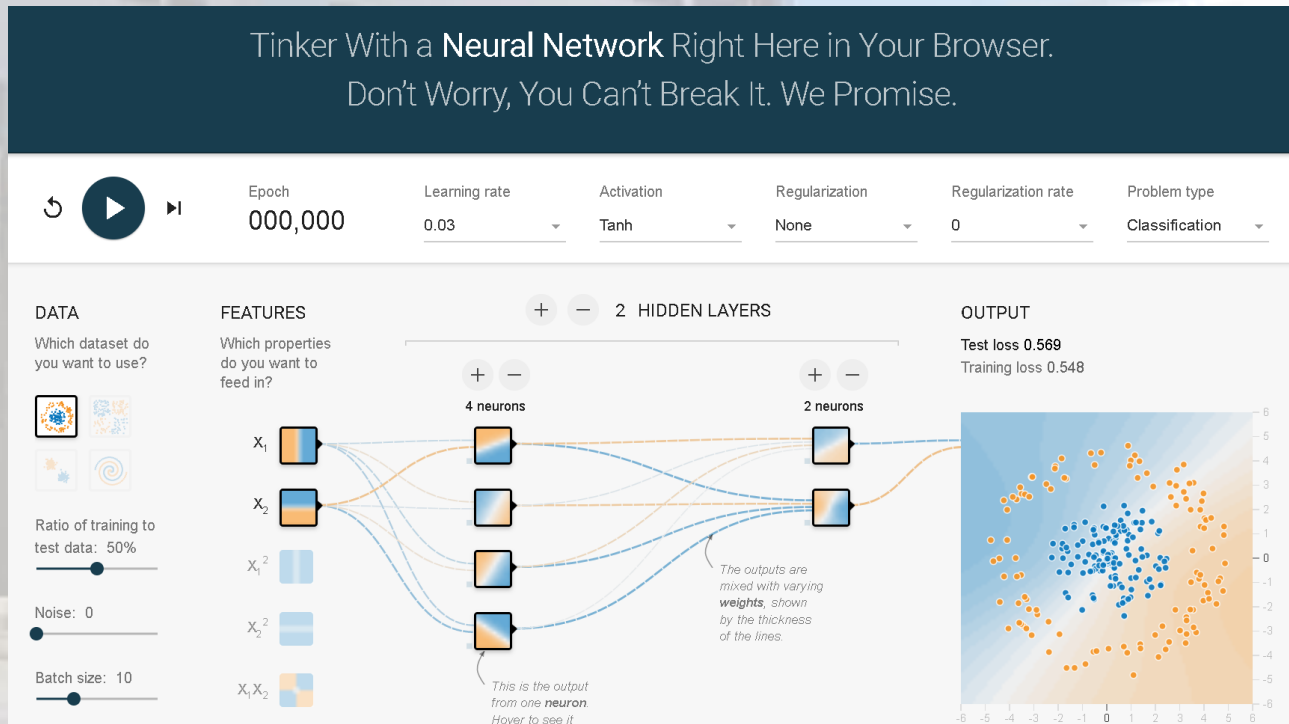 Tinker With a Neural Network Right Here in Your Browser.
Don't Worry, You Can't Break It. We Promise.
Epoch
000,000
Learning rate
0.03
Activation
Tanh
Regularization
None
Regularization rate
0
Problem type
Classification
DATA
Which dataset do
you want to use?
Ratio of training to
test data: 50%
Noise: 0
Batch size: 10
FEATURES
Which properties
do you want to
feed in?
X₁
X₂
X₁²
X₂²
X₁X₂
+ − 2 HIDDEN LAYERS
+ −
4 neurons
+ −
2 neurons
This is the output
from one neuron.
Hover to see it
The outputs are
mixed with varying
weights, shown
by the thickness
of the lines.
OUTPUT
Test loss 0.569
Training loss 0.548
6
5
4
3
2
1
0
-1
-2
-3
-4
-5
-6
-6 -5 -4 -3 -2 -1 0 1 2 3 4 5 6